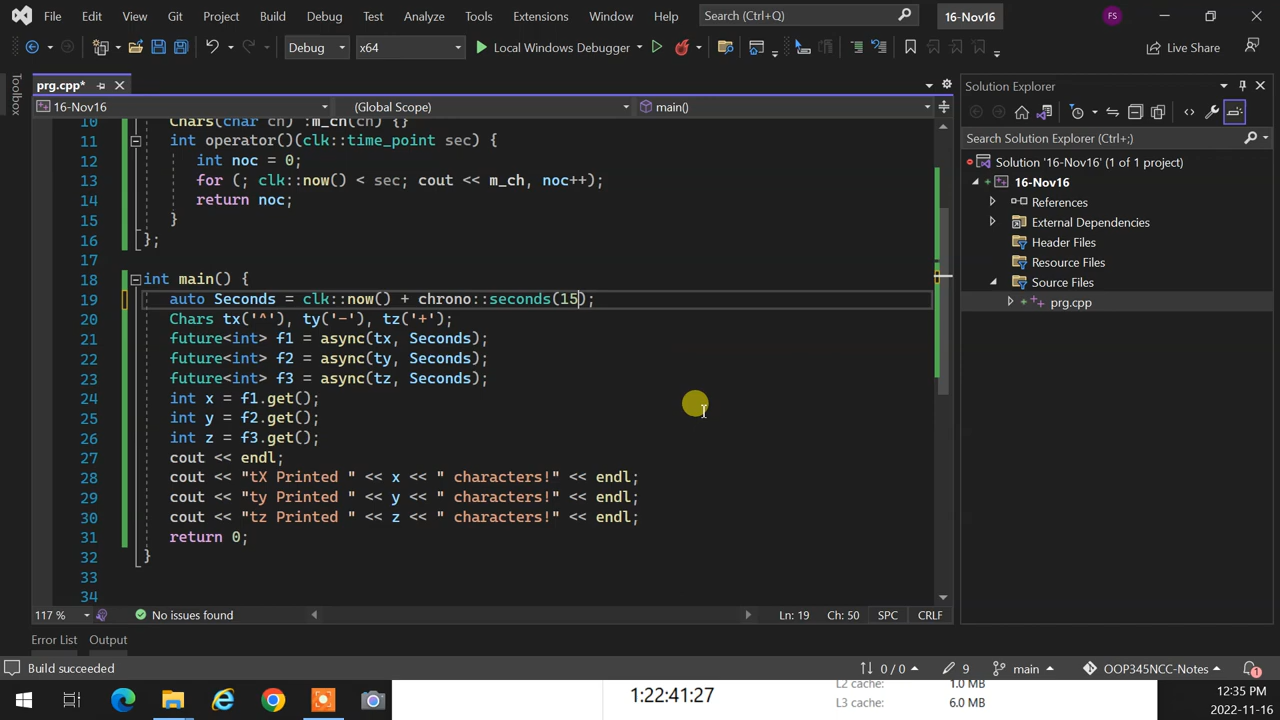 File Edit View Git Project Build Debug Test Analyze Tools Extensions Window Help Search (Ctrl+Q) 16-Nov16 FS
Debug x64 Local Windows Debugger Live Share
Toolbox
prg.cpp*
16-Nov16 (Global Scope) main()
10 Chars(char ch) :m_ch(ch) {}
11 int operator()(clk::time_point sec) {
12 int noc = 0;
13 for (; clk::now() < sec; cout << m_ch, noc++);
14 return noc;
15 }
16 };
17
18 int main() {
19 auto Seconds = clk::now() + chrono::seconds(15);
20 Chars tx('^'), ty('-'), tz('+');
21 future<int> f1 = async(tx, Seconds);
22 future<int> f2 = async(ty, Seconds);
23 future<int> f3 = async(tz, Seconds);
24 int x = f1.get();
25 int y = f2.get();
26 int z = f3.get();
27 cout << endl;
28 cout << "tX Printed " << x << " characters!" << endl;
29 cout << "ty Printed " << y << " characters!" << endl;
30 cout << "tz Printed " << z << " characters!" << endl;
31 return 0;
32 }
33
34
117 % No issues found Ln: 19 Ch: 50 SPC CRLF
Solution Explorer
Search Solution Explorer (Ctrl+;)
Solution '16-Nov16' (1 of 1 project)
16-Nov16
References
External Dependencies
Header Files
Resource Files
Source Files
prg.cpp
Error List Output
Build succeeded 0 / 0 9 main OOP345NCC-Notes 1
1:22:41:27
L2 cache: 1.0 MB
L3 cache: 6.0 MB
12:35 PM
2022-11-16